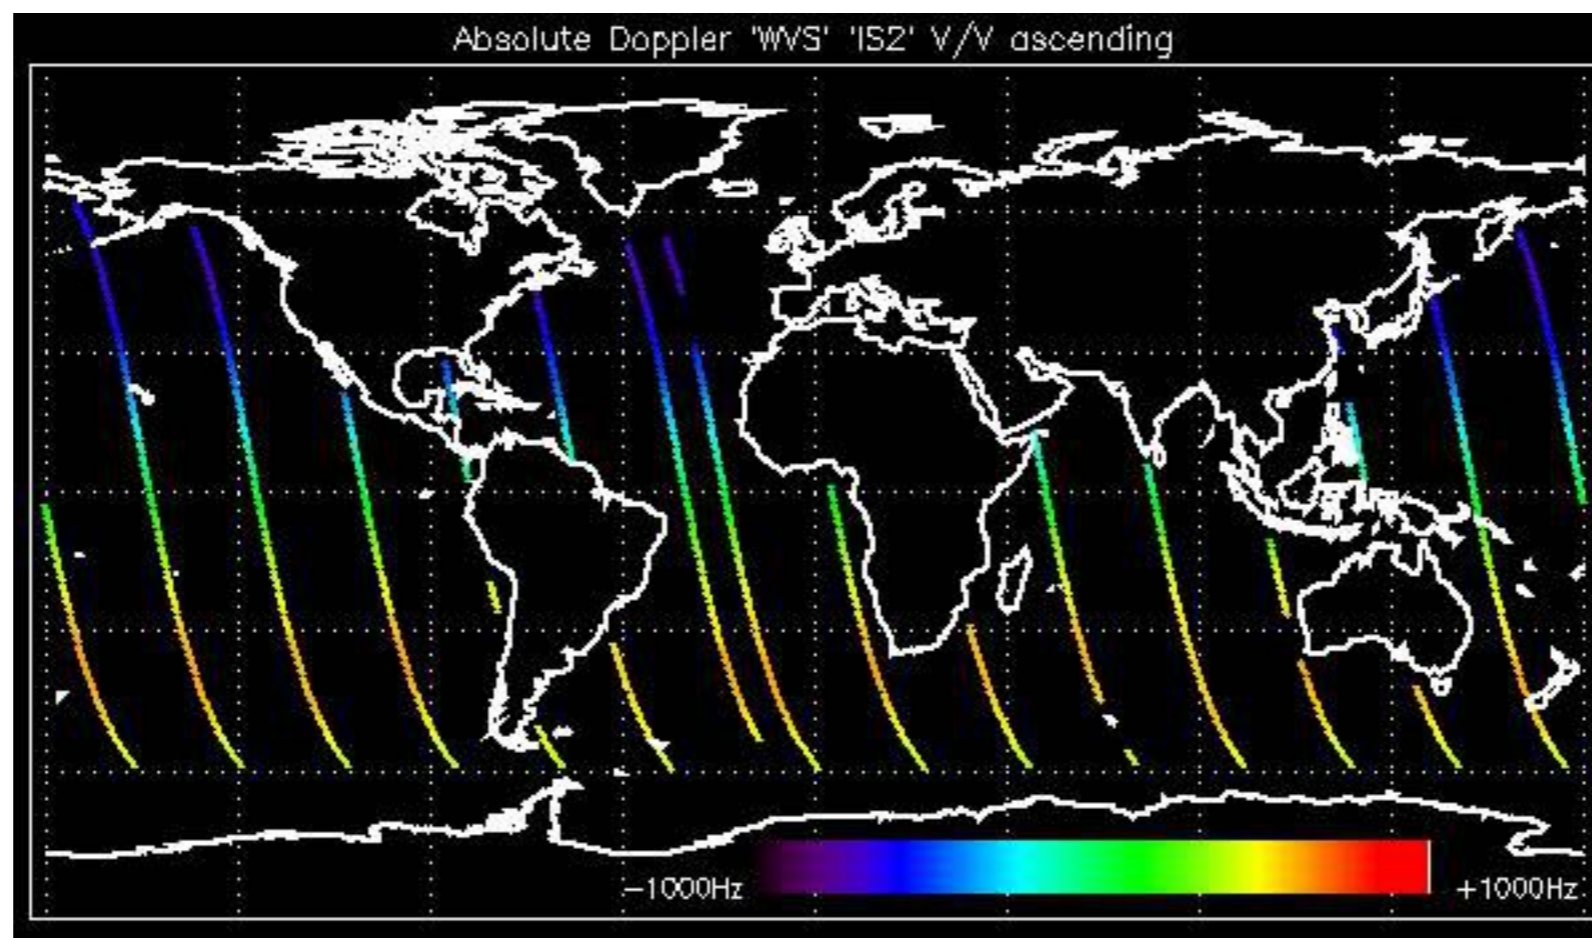 Absolute Doppler 'WVS' 'IS2' V/V ascending
-1000Hz +1000Hz